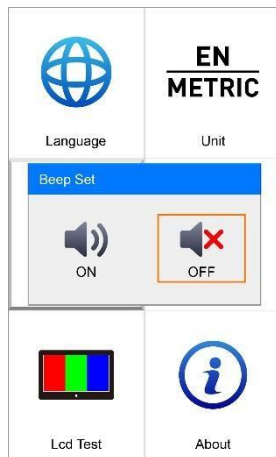 EN
METRIC
Language
Unit
Beep Set
ON
OFF
Lcd Test
About